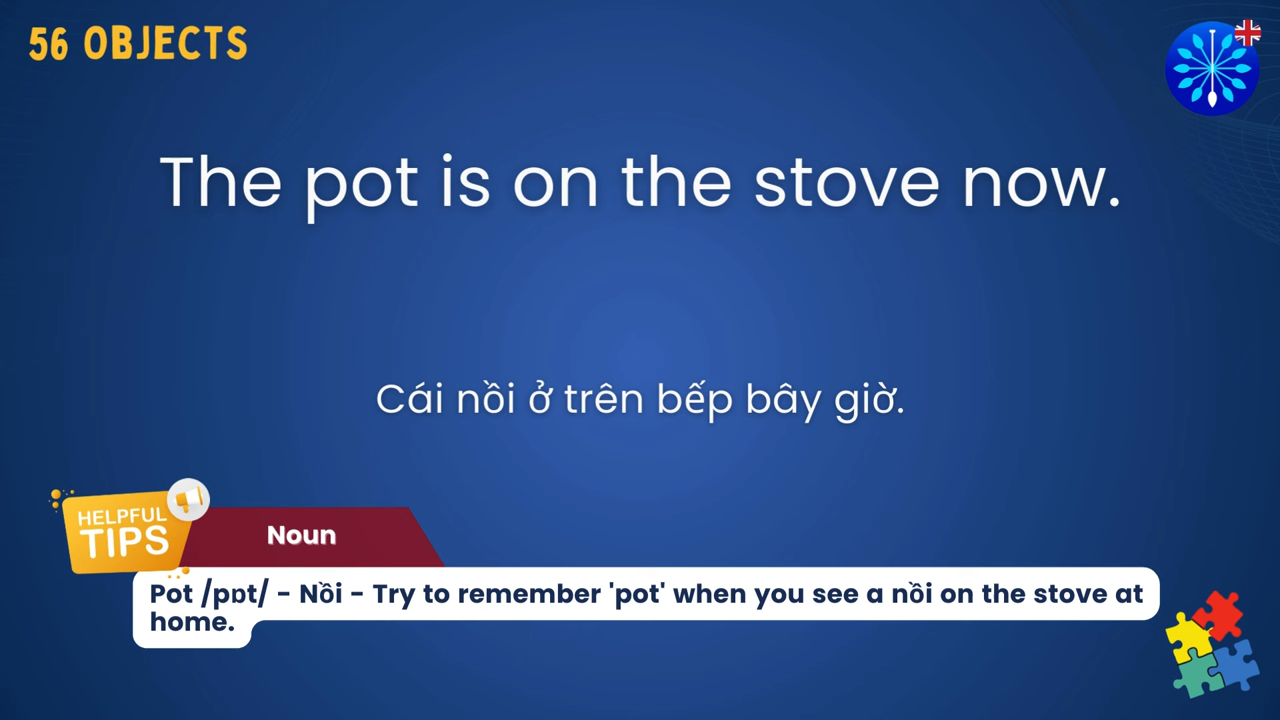 56 OBJECTS
The pot is on the stove now.
Cái nồi ở trên bếp bây giờ.
HELPFUL
TIPS
Noun
Pot /pɒt/ - Nồi - Try to remember 'pot' when you see a nồi on the stove at
home.